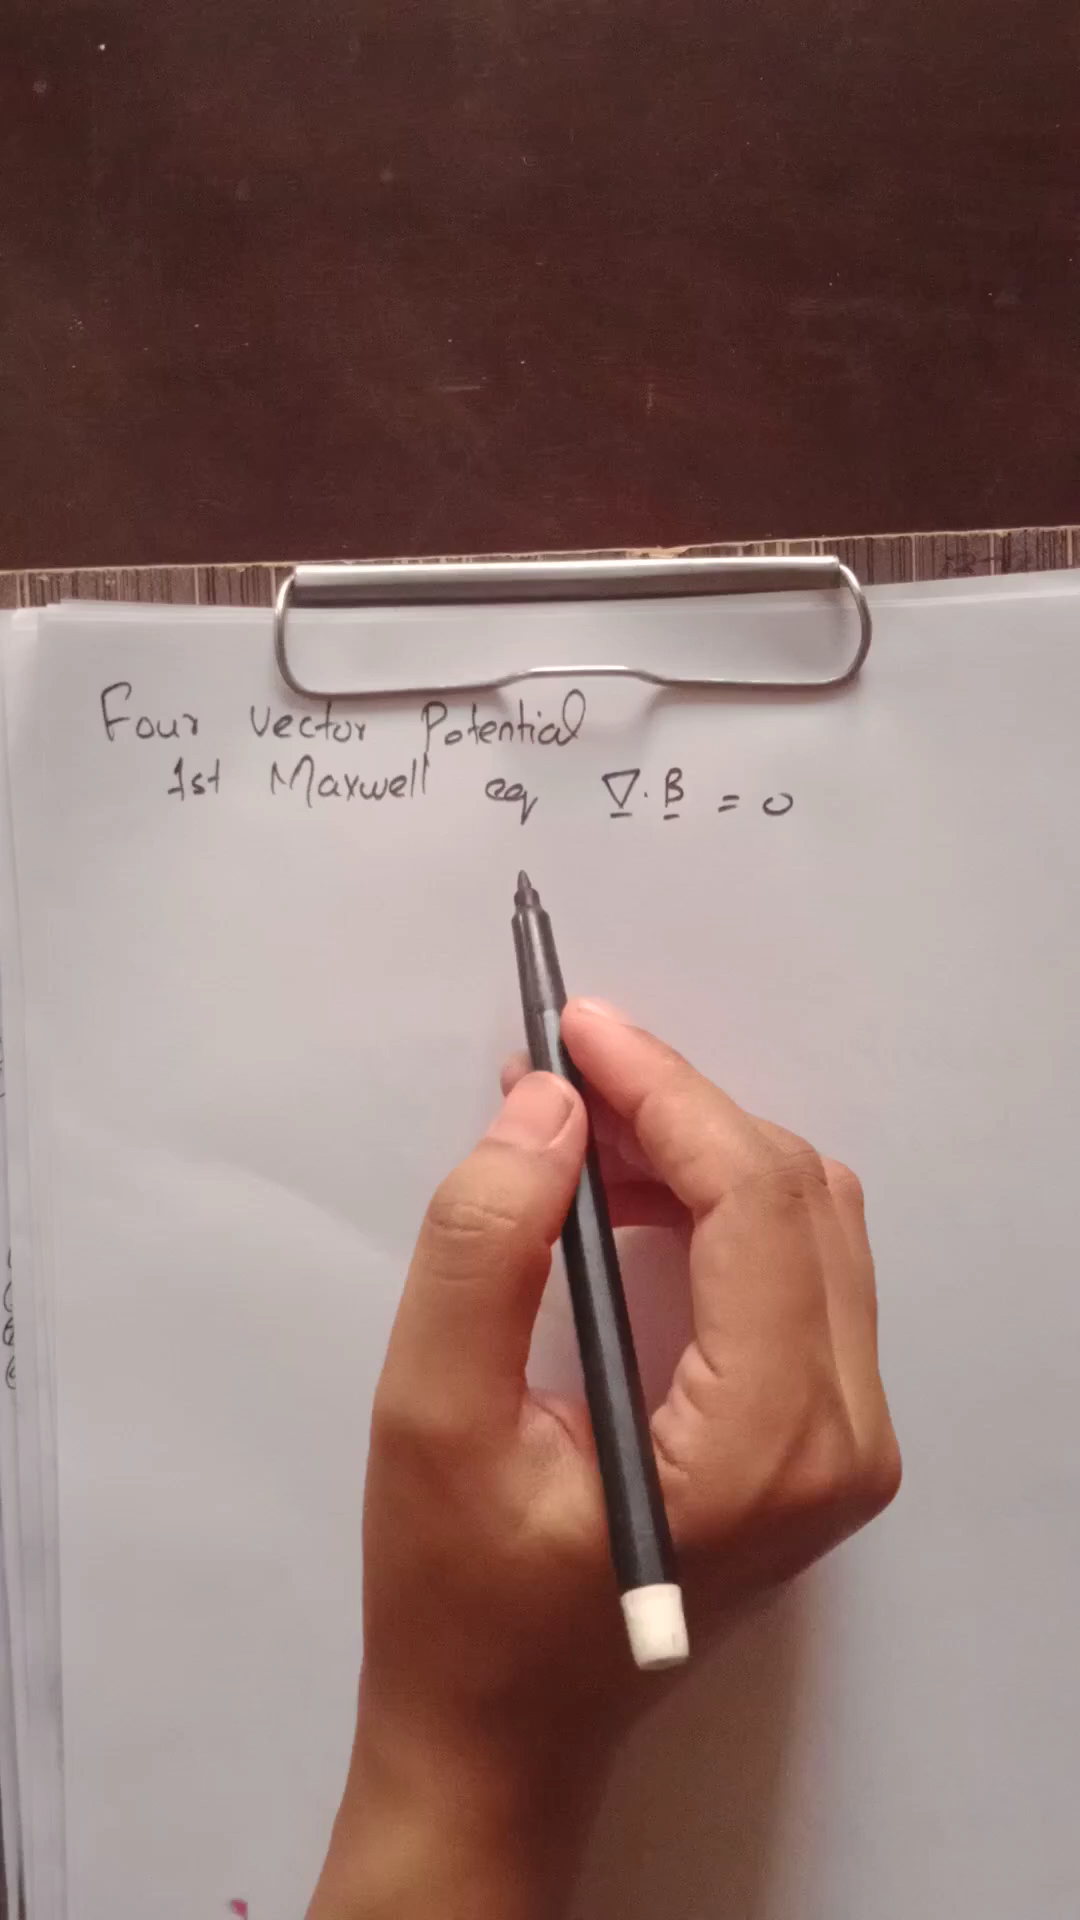 Four vector Potential
1st Maxwell eq ∇. B = 0